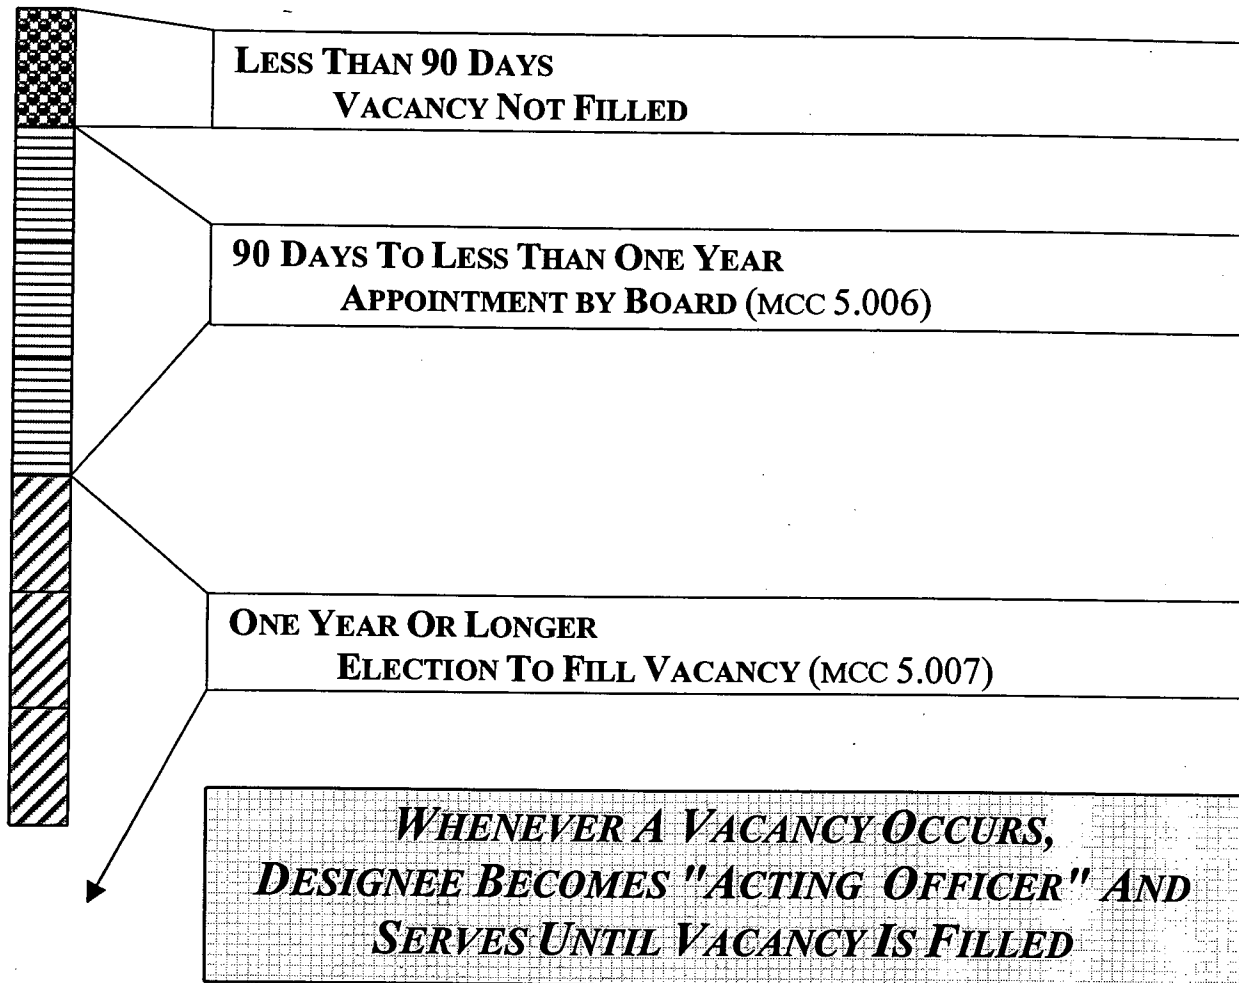 LESS THAN 90 DAYS
VACANCY NOT FILLED
90 DAYS TO LESS THAN ONE YEAR
APPOINTMENT BY BOARD (MCC 5.006)
ONE YEAR OR LONGER
ELECTION TO FILL VACANCY (MCC 5.007)
WHENEVER A VACANCY OCCURS,
DESIGNEE BECOMES "ACTING OFFICER" AND
SERVES UNTIL VACANCY IS FILLED